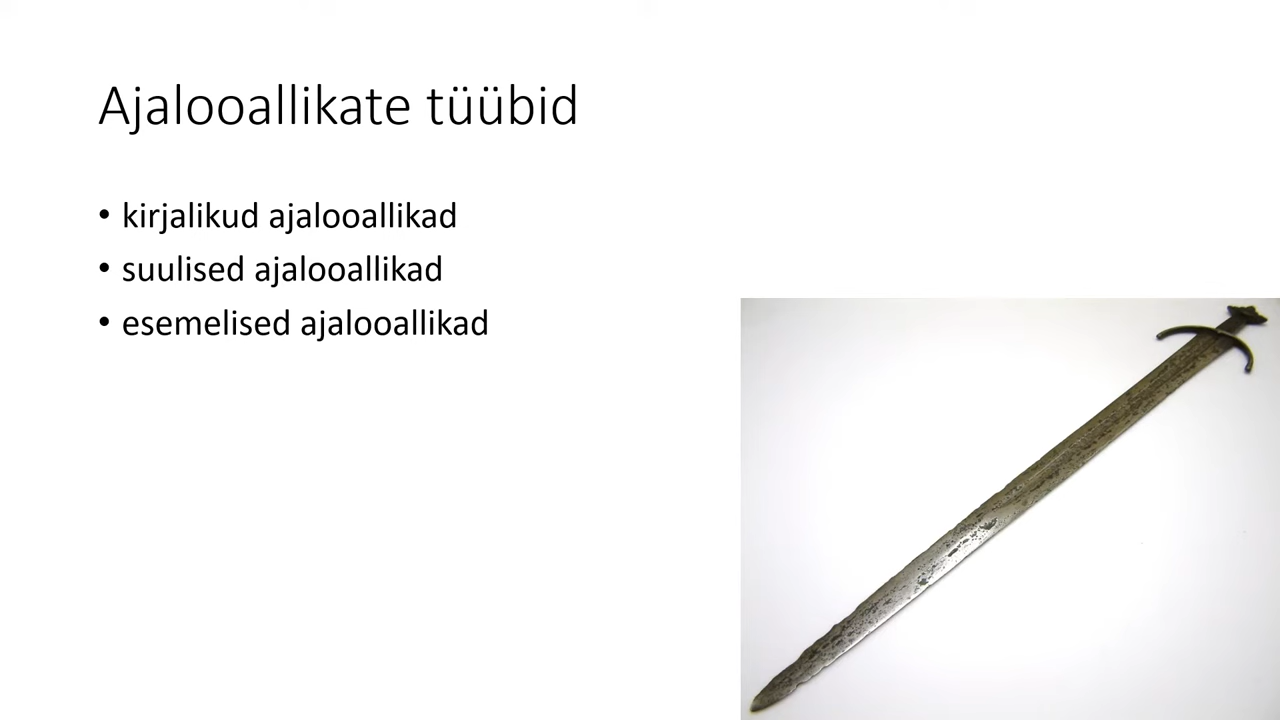 Ajalooallikate tüübid
• kirjalikud ajalooallikad
• suulised ajalooallikad
• esemelised ajalooallikad